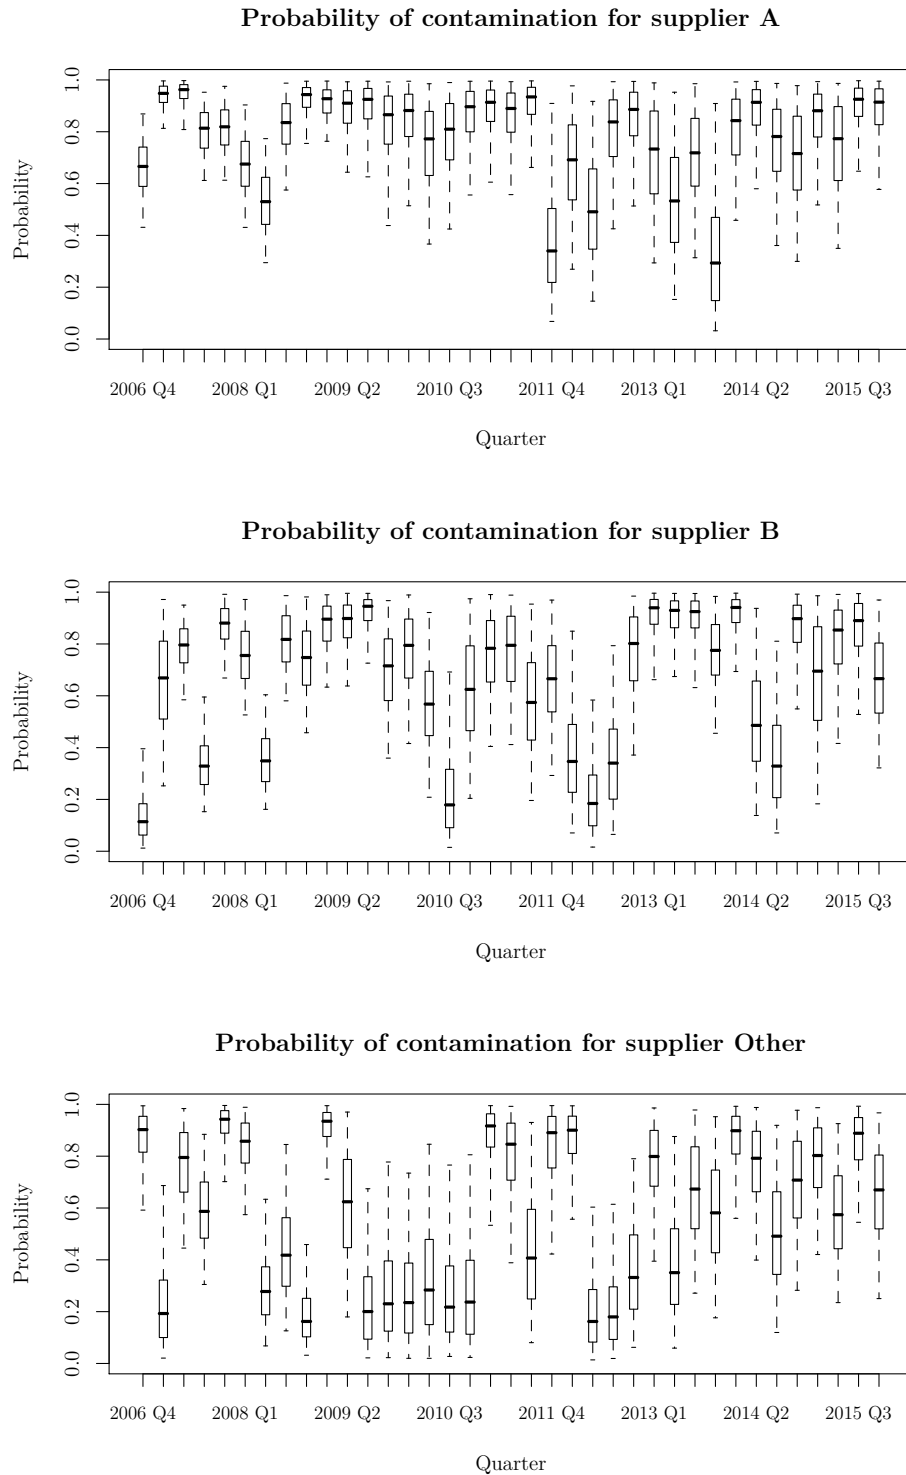 Probability of contamination for supplier A
Probability
1.0
0.8
0.6
0.4
0.2
0.0
2006 Q4 2008 Q1 2009 Q2 2010 Q3 2011 Q4 2013 Q1 2014 Q2 2015 Q3
Quarter
Probability of contamination for supplier B
Probability
1.0
0.8
0.6
0.4
0.2
0.0
2006 Q4 2008 Q1 2009 Q2 2010 Q3 2011 Q4 2013 Q1 2014 Q2 2015 Q3
Quarter
Probability of contamination for supplier Other
Probability
1.0
0.8
0.6
0.4
0.2
0.0
2006 Q4 2008 Q1 2009 Q2 2010 Q3 2011 Q4 2013 Q1 2014 Q2 2015 Q3
Quarter